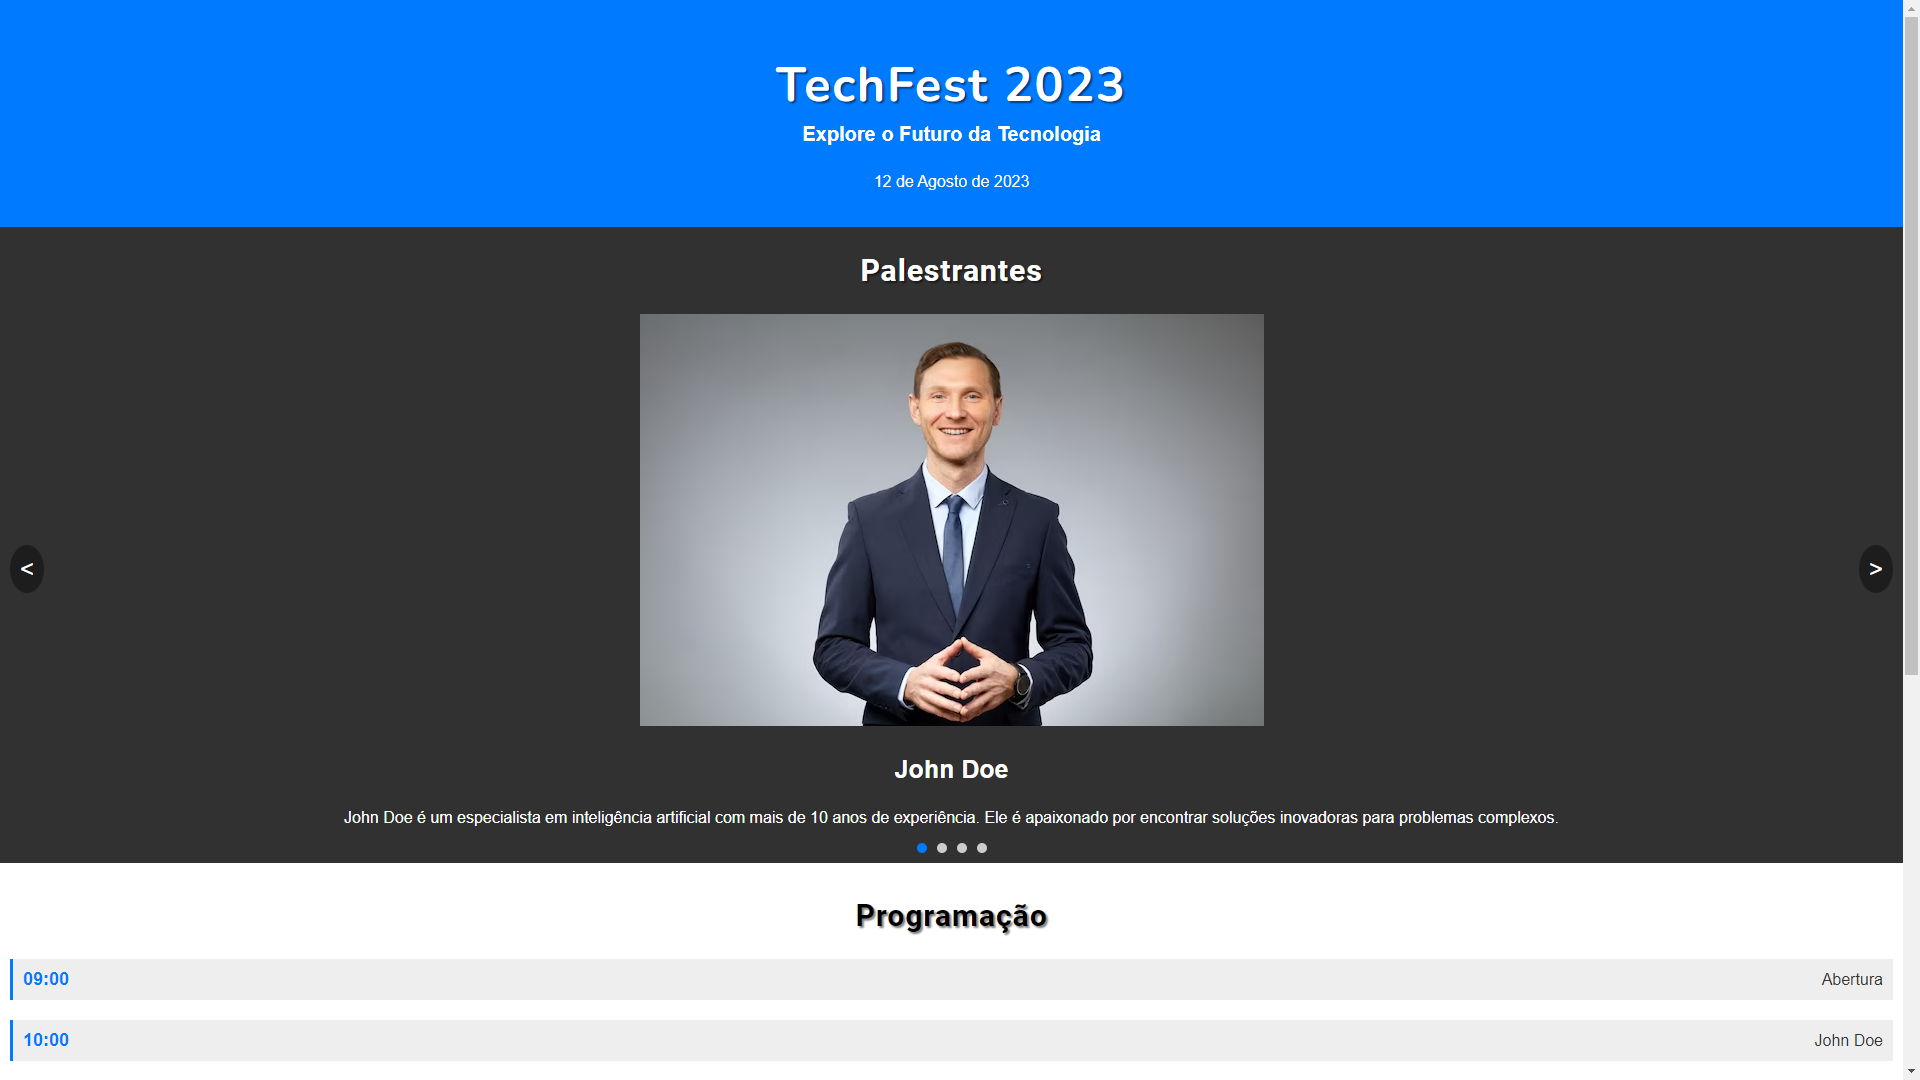 TechFest 2023
Explore o Futuro da Tecnologia
12 de Agosto de 2023
Palestrantes
<
>
John Doe
John Doe é um especialista em inteligência artificial com mais de 10 anos de experiência. Ele é apaixonado por encontrar soluções inovadoras para problemas complexos.
Programação
09:00 Abertura
10:00 John Doe